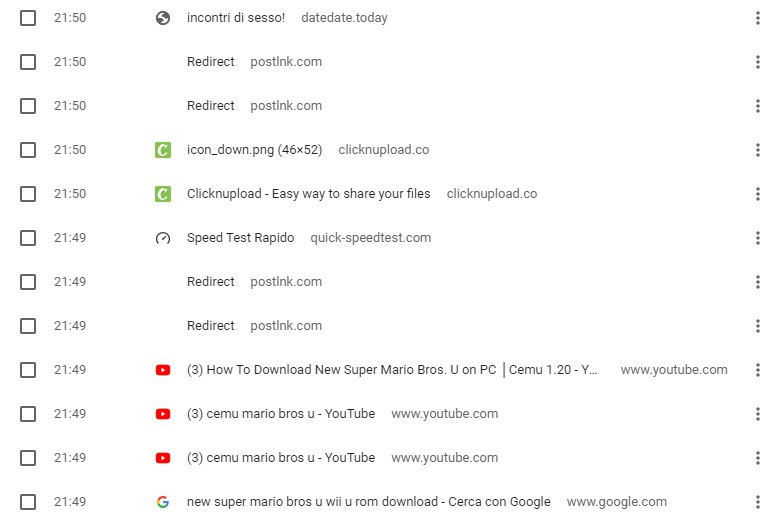 21:50 incontri di sesso! datedate.today
21:50 Redirect postlnk.com
21:50 Redirect postlnk.com
21:50 icon_down.png (46×52) clicknupload.co
21:50 Clicknupload - Easy way to share your files clicknupload.co
21:49 Speed Test Rapido quick-speedtest.com
21:49 Redirect postlnk.com
21:49 Redirect postlnk.com
21:49 (3) How To Download New Super Mario Bros. U on PC | Cemu 1.20 - Y... www.youtube.com
21:49 (3) cemu mario bros u - YouTube www.youtube.com
21:49 (3) cemu mario bros u - YouTube www.youtube.com
21:49 new super mario bros u wii u rom download - Cerca con Google www.google.com